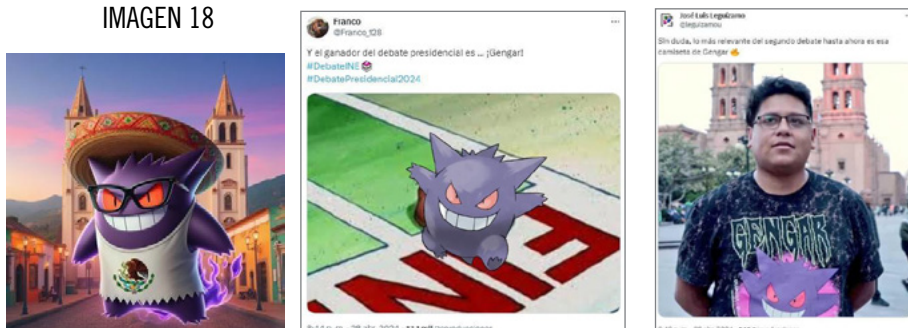 IMAGEN 18
Franco
@Franco_128
Y el ganador del debate presidencial es ... ¡Gengar!
#DebateINE
#DebatePresidencial2024
José Luis Leguízamo
@leguizamou
Sin duda, lo más relevante del segundo debate hasta ahora es esa
camiseta de Gengar
GENGAR